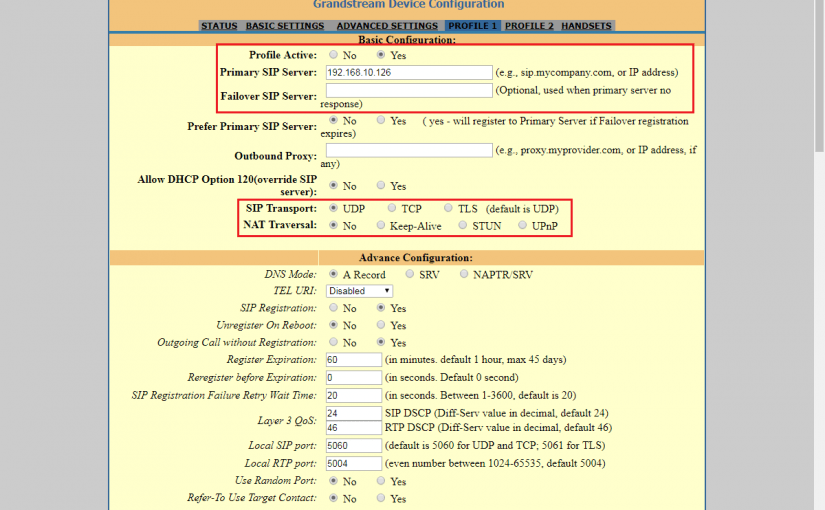 Grandstream Device Configuration
STATUS BASIC SETTINGS ADVANCED SETTINGS PROFILE 1 PROFILE 2 HANDSETS
Basic Configuration:
Profile Active: No Yes
Primary SIP Server: 192.168.10.126 (e.g., sip.mycompany.com, or IP address)
Failover SIP Server: (Optional, used when primary server no
response)
Prefer Primary SIP Server: No Yes ( yes - will register to Primary Server if Failover registration
expires)
Outbound Proxy: (e.g., proxy.myprovider.com, or IP address, if
any)
Allow DHCP Option 120(override SIP
server): No Yes
SIP Transport: UDP TCP TLS (default is UDP)
NAT Traversal: No Keep-Alive STUN UPnP
Advance Configuration:
DNS Mode: A Record SRV NAPTR/SRV
TEL URI: Disabled
SIP Registration: No Yes
Unregister On Reboot: No Yes
Outgoing Call without Registration: No Yes
Register Expiration: 60 (in minutes. default 1 hour, max 45 days)
Reregister before Expiration: 0 (in seconds. Default 0 second)
SIP Registration Failure Retry Wait Time: 20 (in seconds. Between 1-3600, default is 20)
Layer 3 QoS: 24 SIP DSCP (Diff-Serv value in decimal, default 24)
46 RTP DSCP (Diff-Serv value in decimal, default 46)
Local SIP port: 5060 (default is 5060 for UDP and TCP; 5061 for TLS)
Local RTP port: 5004 (even number between 1024-65535, default 5004)
Use Random Port: No Yes
Refer-To Use Target Contact: No Yes